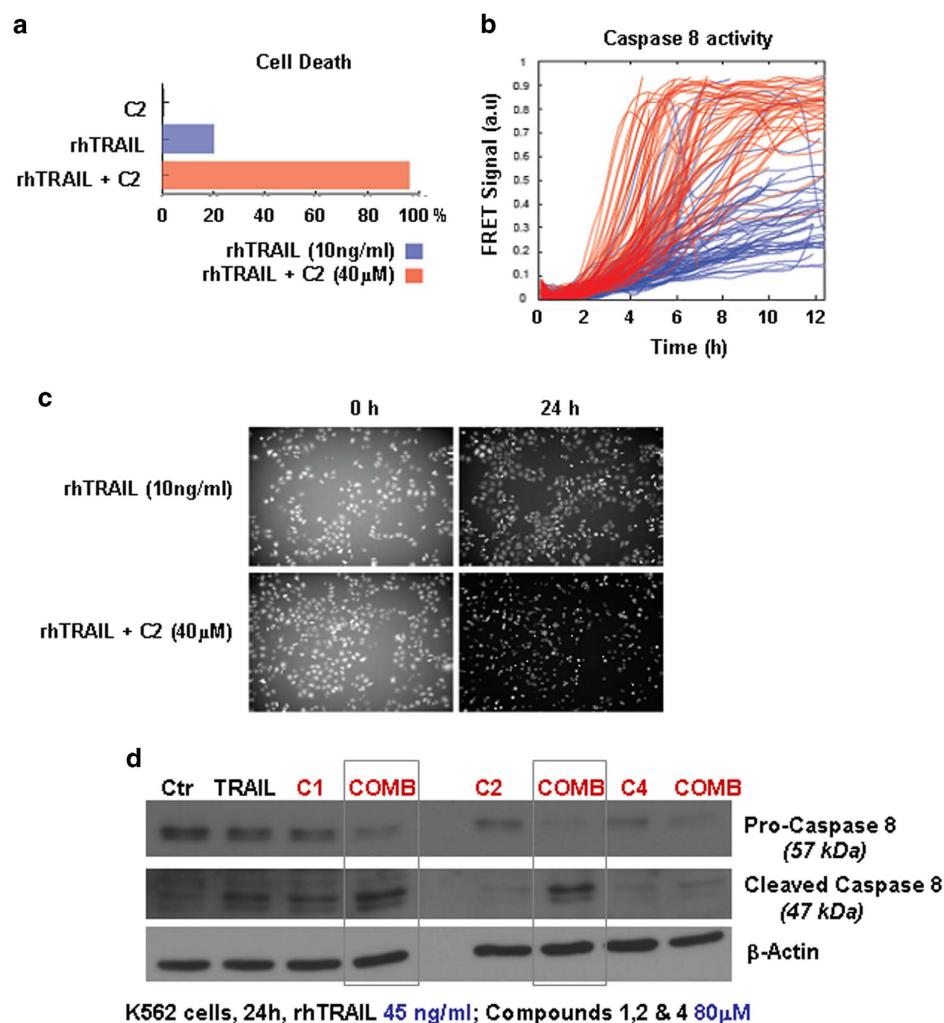 a
Cell Death
C2
rhTRAIL
rhTRAIL + C2
0 20 40 60 80 100 %
rhTRAIL (10ng/ml)
rhTRAIL + C2 (40µM)
b
Caspase 8 activity
FRET Signal (a.u)
1
0.9
0.8
0.7
0.6
0.5
0.4
0.3
0.2
0.1
0
0 2 4 6 8 10 12
Time (h)
c
0 h 24 h
rhTRAIL (10ng/ml)
rhTRAIL + C2 (40µM)
d
Ctr TRAIL C1 COMB C2 COMB C4 COMB
Pro-Caspase 8
(57 kDa)
Cleaved Caspase 8
(47 kDa)
β-Actin
K562 cells, 24h, rhTRAIL 45 ng/ml; Compounds 1,2 & 4 80µM